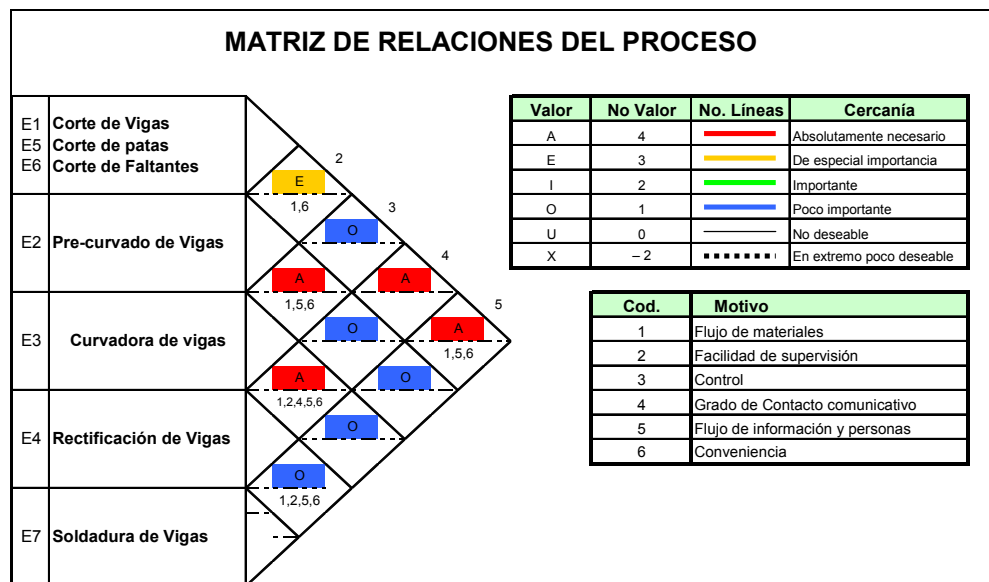 MATRIZ DE RELACIONES DEL PROCESO
E1 Corte de Vigas
E5 Corte de patas
E6 Corte de Faltantes
E2 Pre-curvado de Vigas
E3 Curvadora de vigas
E4 Rectificación de Vigas
E7 Soldadura de Vigas
2
E
1,6
3
O
4
A
A
1,5,6
5
O
A
1,5,6
A
O
1,2,4,5,6
O
O
1,2,5,6
Valor No Valor No. Líneas Cercanía
A 4 Absolutamente necesario
E 3 De especial importancia
I 2 Importante
O 1 Poco importante
U 0 No deseable
X – 2 En extremo poco deseable
Cod. Motivo
1 Flujo de materiales
2 Facilidad de supervisión
3 Control
4 Grado de Contacto comunicativo
5 Flujo de información y personas
6 Conveniencia